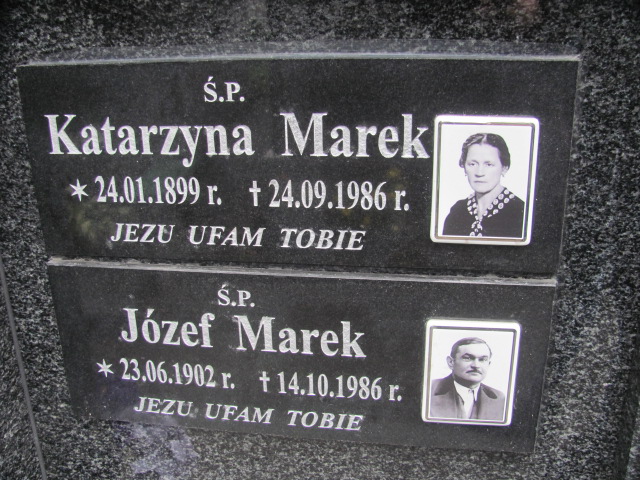 Ś.P.
Katarzyna Marek
✶ 24.01.1899 r. † 24.09.1986 r.
JEZU UFAM TOBIE
Ś.P.
Józef Marek
✶ 23.06.1902 r. † 14.10.1986 r.
JEZU UFAM TOBIE